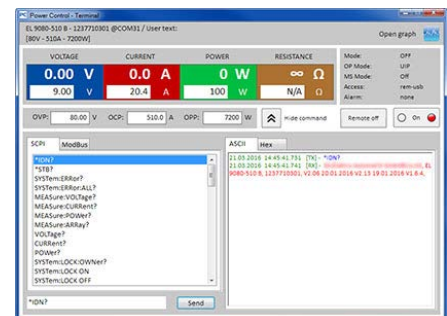 Power Control - Terminal
EL 9080-510 B - 1237710301 @COM31 / User text:
[80V - 510A - 7200W]
Open graph
VOLTAGE CURRENT POWER RESISTANCE
0.00 V 0.0 A 0 W ∞ Ω
9.00 V 20.4 A 100 W N/A Ω
Mode: OFF
OP Mode: UIP
MS Mode: Off
Access: rem-usb
Alarm: none
OVP: 80.00 V OCP: 510.0 A OPP: 7200 W hide command Remote off On
SCPI ModBus
*IDN?
*STB?
SYSTem:ERRor?
SYSTem:ERRor:ALL?
MEASure:VOLTage?
MEASure:CURRent?
MEASure:POWer?
MEASure:ARRay?
VOLTage?
CURRent?
POWer?
SYSTem:LOCK:OWNer?
SYSTem:LOCK ON
SYSTem:LOCK OFF
*IDN? Send
ASCII Hex
21.03.2016 14:45:41.731 [TX] - *IDN?
21.03.2016 14:45:41.741 [RX] - EL
9080-510 B, 1237710301, V2.06 20.01.2016 V2.13 19.01.2016 V1.6.4,